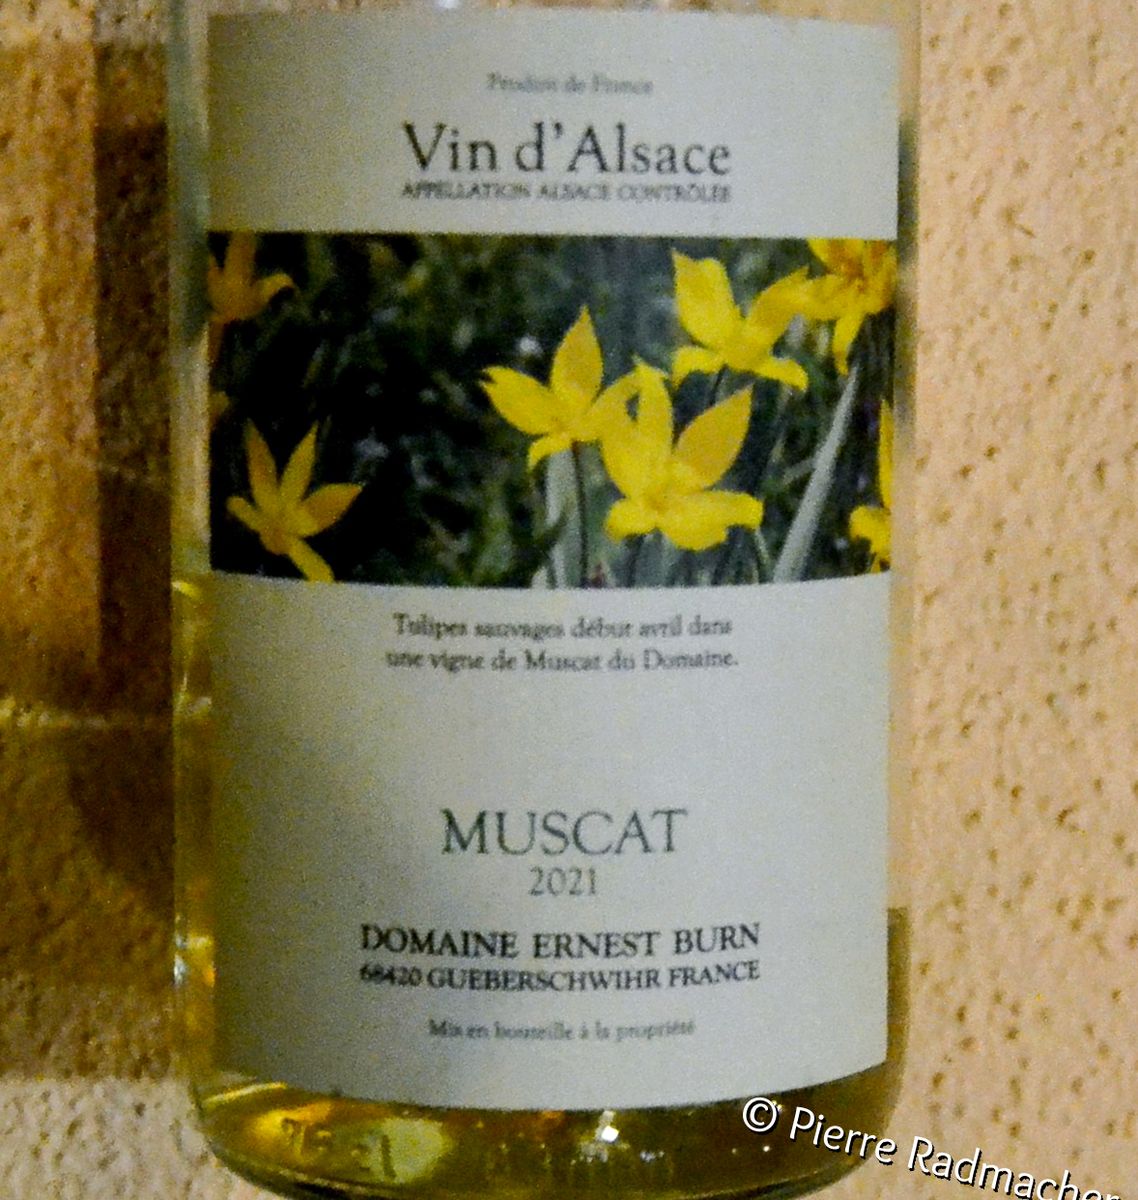 Produit de France
Vin d'Alsace
APPELLATION ALSACE CONTRÔLÉE
Tulipes sauvages début avril dans
une vigne de Muscat du Domaine.
MUSCAT
2021
DOMAINE ERNEST BURN
68420 GUEBERSCHWIHR FRANCE
Mis en bouteille à la propriété
© Pierre Radmacher